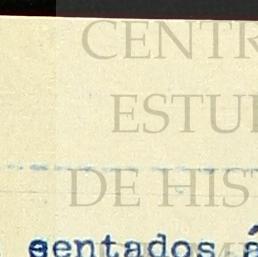 CENTR
ESTU
DE HIS
sentados á